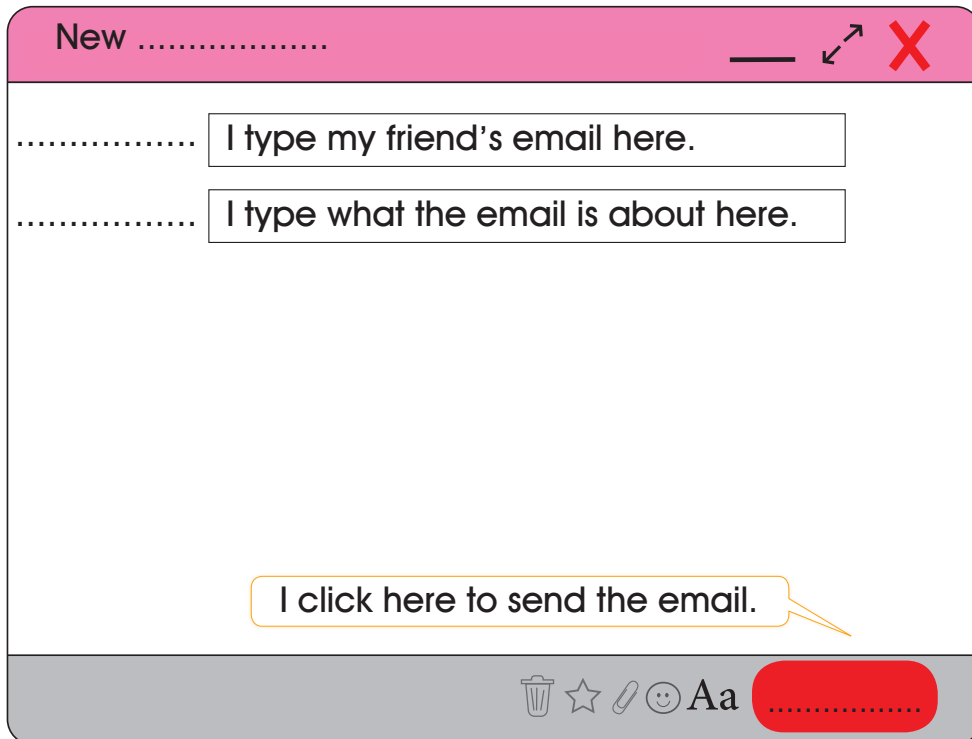 New ...................
................. I type my friend’s email here.
................. I type what the email is about here.
I click here to send the email.
Aa .................